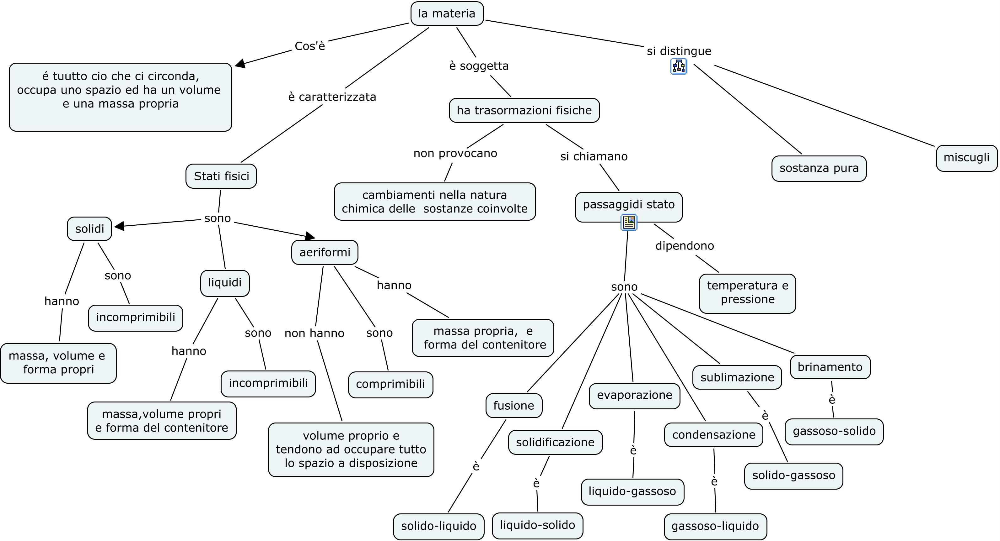 la materia
Cos'è
si distingue
è soggetta
é tuutto cio che ci circonda,
occupa uno spazio ed ha un volume
e una massa propria
è caratterizzata
ha trasormazioni fisiche
non provocano
si chiamano
miscugli
sostanza pura
Stati fisici
cambiamenti nella natura
chimica delle  sostanze coinvolte
passaggidi stato
sono
solidi
aeriformi
dipendono
sono
liquidi
hanno
sono
temperatura e
pressione
hanno
incomprimibili
sono
non hanno
sono
massa propria,  e
forma del contenitore
massa, volume e
forma propri
hanno
brinamento
sublimazione
incomprimibili
comprimibili
evaporazione
è
fusione
massa,volume propri
e forma del contenitore
è
gassoso-solido
volume proprio e
tendono ad occupare tutto
lo spazio a disposizione
solidificazione
condensazione
è
è
solido-gassoso
è
è
liquido-gassoso
solido-liquido
liquido-solido
gassoso-liquido